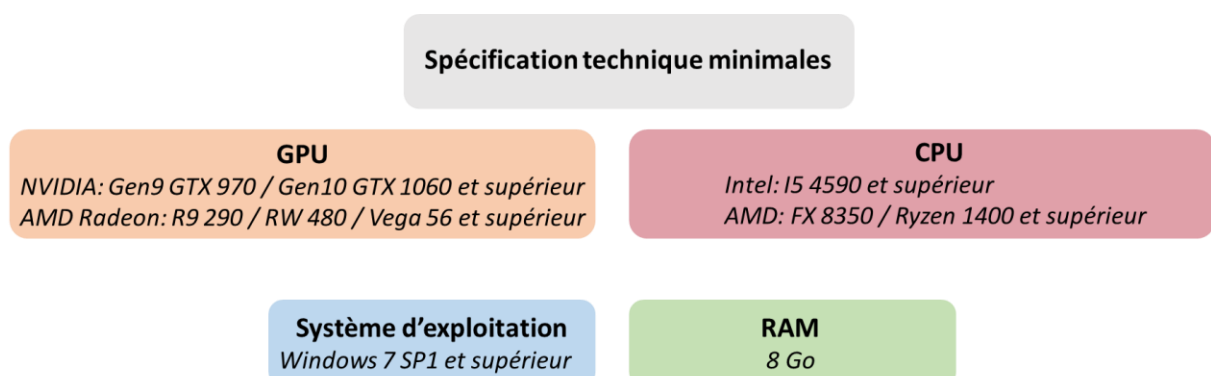 Spécification technique minimales
GPU
NVIDIA: Gen9 GTX 970 / Gen10 GTX 1060 et supérieur
AMD Radeon: R9 290 / RW 480 / Vega 56 et supérieur
CPU
Intel: I5 4590 et supérieur
AMD: FX 8350 / Ryzen 1400 et supérieur
Système d’exploitation
Windows 7 SP1 et supérieur
RAM
8 Go